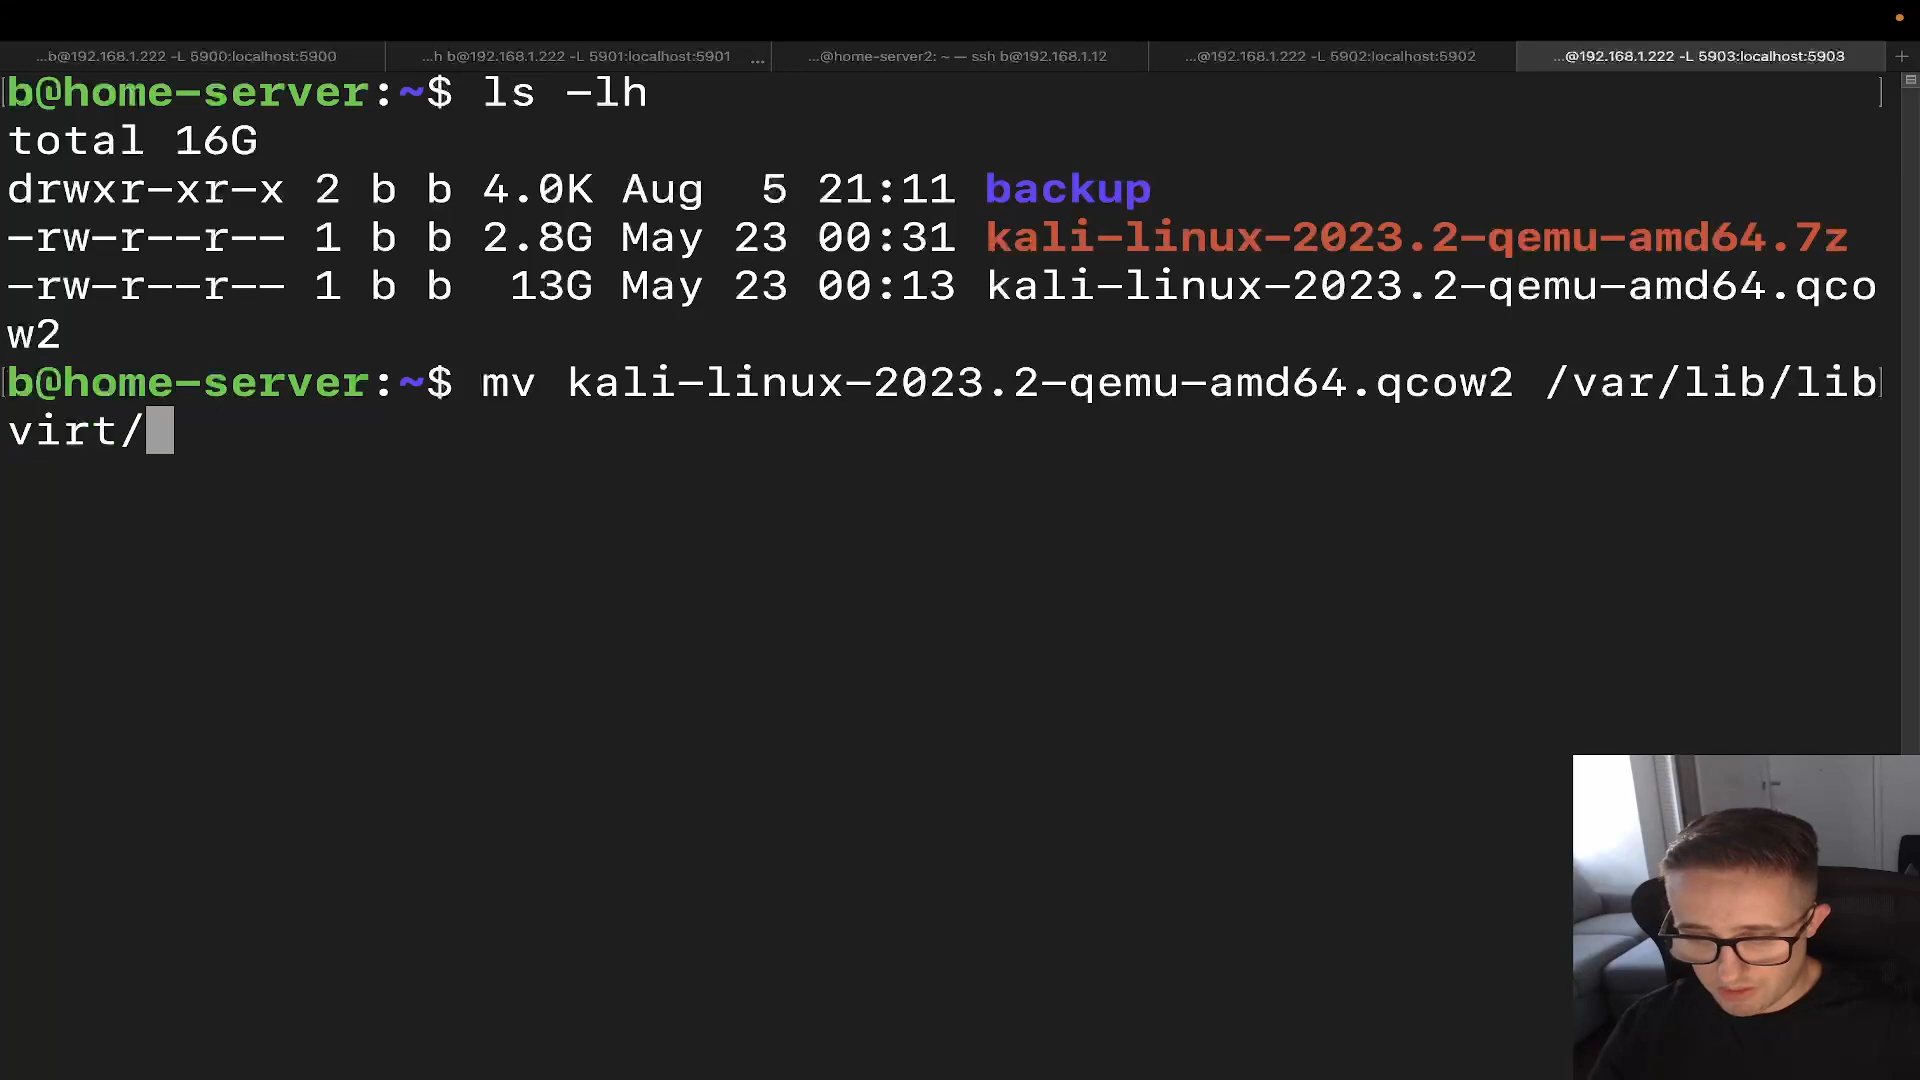 ...b@192.168.1.222 -L 5900:localhost:5900
...h b@192.168.1.222 -L 5901:localhost:5901 ...
...@home-server2: ~ — ssh b@192.168.1.12
...@192.168.1.222 -L 5902:localhost:5902
...@192.168.1.222 -L 5903:localhost:5903
+
b@home-server:~$ ls -lh
total 16G
drwxr-xr-x 2 b b 4.0K Aug  5 21:11 backup
-rw-r--r-- 1 b b 2.8G May 23 00:31 kali-linux-2023.2-qemu-amd64.7z
-rw-r--r-- 1 b b  13G May 23 00:13 kali-linux-2023.2-qemu-amd64.qco
w2
b@home-server:~$ mv kali-linux-2023.2-qemu-amd64.qcow2 /var/lib/lib
virt/